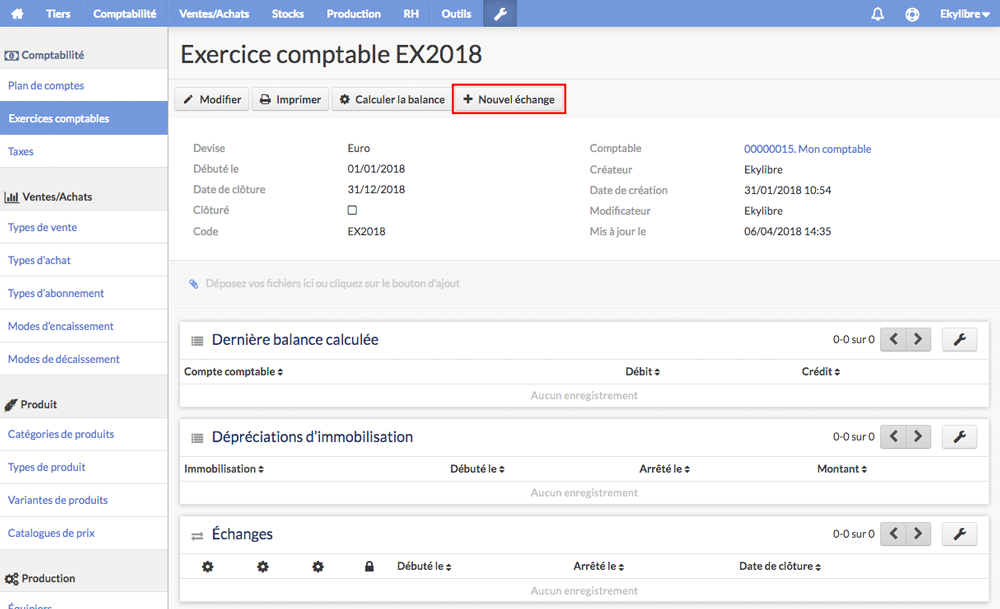 Tiers Comptabilité Ventes/Achats Stocks Production RH Outils Ekylibre
Comptabilité
Plan de comptes
Exercices comptables
Taxes
Ventes/Achats
Types de vente
Types d'achat
Types d'abonnement
Modes d'encaissement
Modes de décaissement
Produit
Catégories de produits
Types de produit
Variantes de produits
Catalogues de prix
Production
Équipiers
Exercice comptable EX2018
Modifier Imprimer Calculer la balance Nouvel échange
Devise Euro
Débuté le 01/01/2018
Date de clôture 31/12/2018
Clôturé
Code EX2018
Comptable 00000015. Mon comptable
Créateur Ekylibre
Date de création 31/01/2018 10:54
Modificateur Ekylibre
Mis à jour le 06/04/2018 14:35
Déposez vos fichiers ici ou cliquez sur le bouton d'ajout
Dernière balance calculée 0-0 sur 0
Compte comptable Débit Crédit
Aucun enregistrement
Dépréciations d'immobilisation 0-0 sur 0
Immobilisation Débuté le Arrêté le Montant
Aucun enregistrement
Échanges 0-0 sur 0
Débuté le Arrêté le Date de clôture
Aucun enregistrement